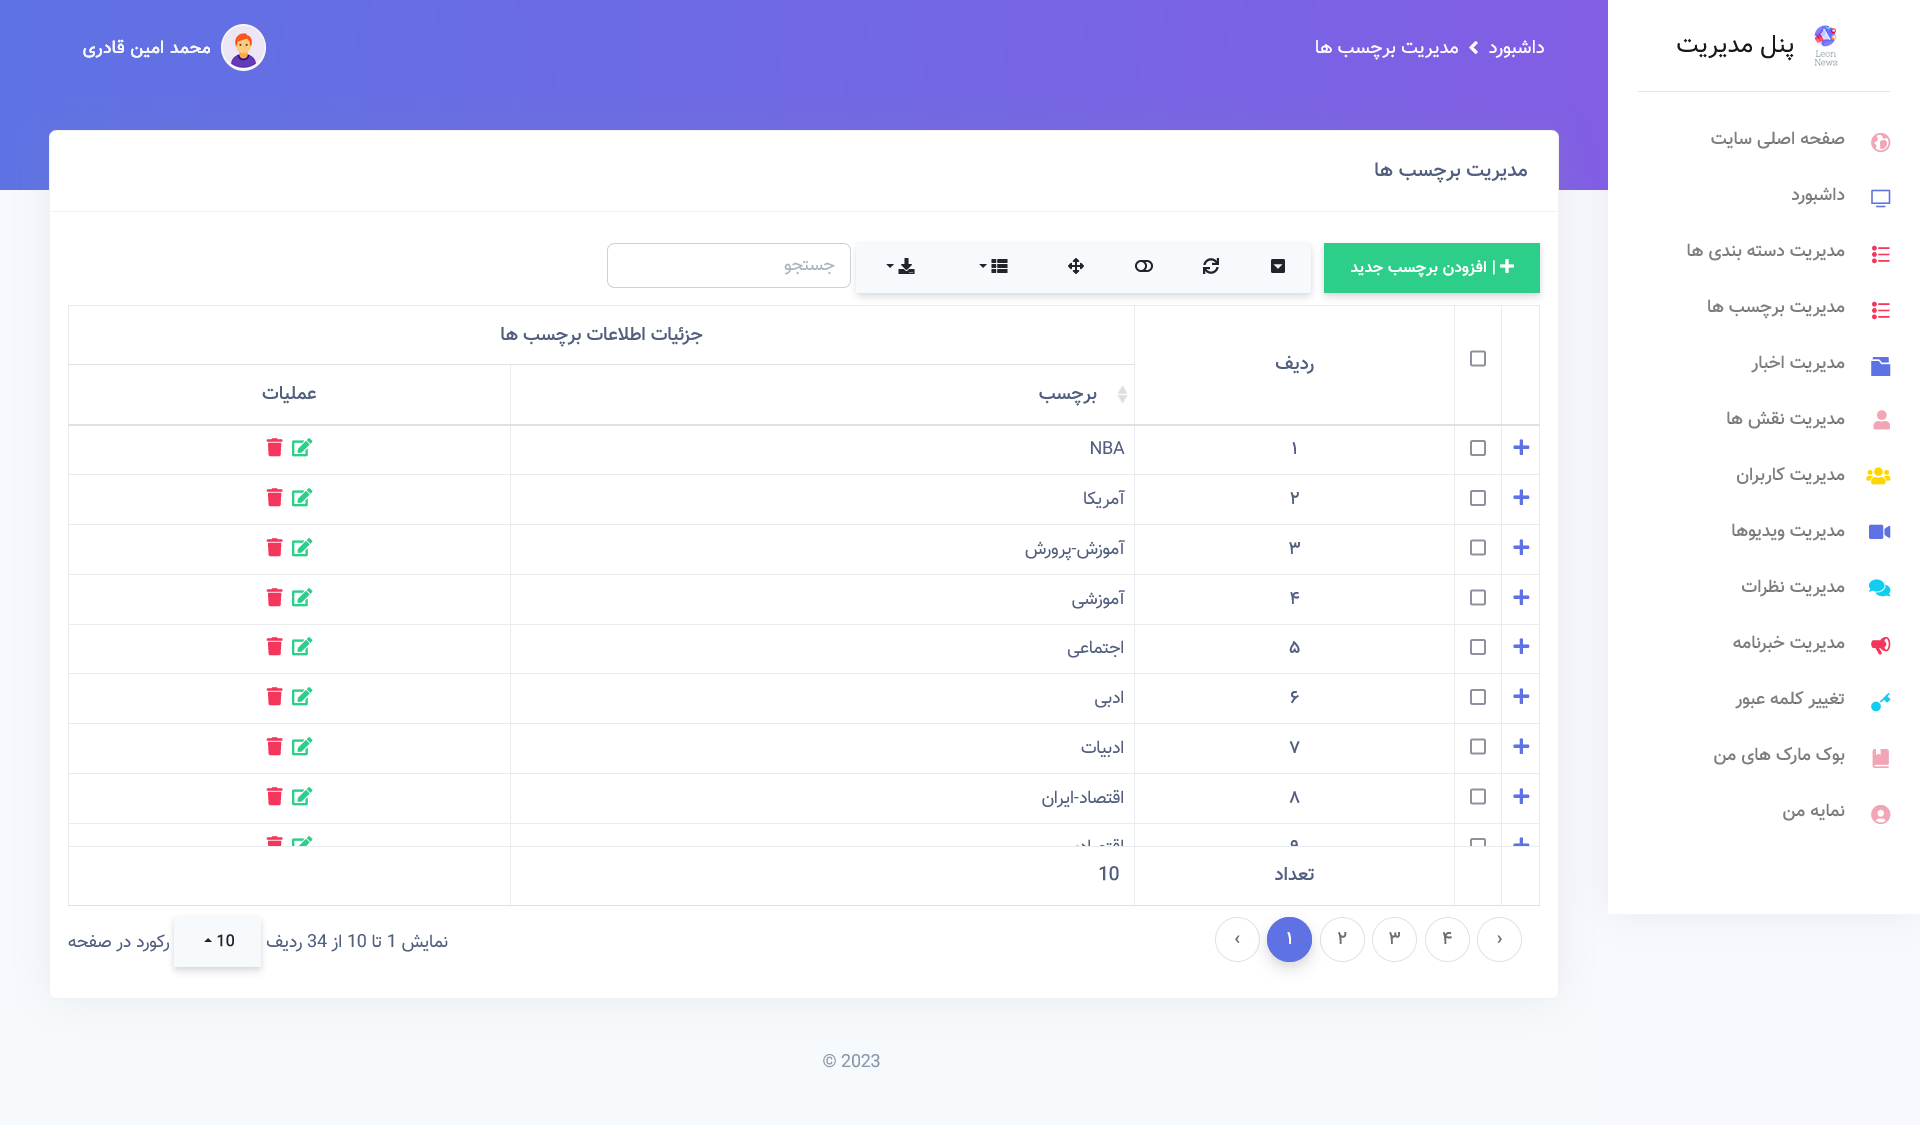 پنل مدیریت
Leon
News
صفحه اصلی سایت
داشبورد
مدیریت دسته بندی ها
مدیریت برچسب ها
مدیریت اخبار
مدیریت نقش ها
مدیریت کاربران
مدیریت ویدیوها
مدیریت نظرات
مدیریت خبرنامه
تغییر کلمه عبور
بوک مارک های من
نمایه من
داشبورد مدیریت برچسب ها
محمد امین قادری
مدیریت برچسب ها
| افزودن برچسب جدید
جستجو
ردیف جزئیات اطلاعات برچسب ها
برچسب عملیات
۱ NBA
۲ آمریکا
۳ آموزش-پرورش
۴ آموزشی
۵ اجتماعی
۶ ادبی
۷ ادبیات
۸ اقتصاد-ایران
۹
تعداد 10
‹ ۴ ۳ ۲ ۱ ›
نمایش 1 تا 10 از 34 ردیف 10 رکورد در صفحه
© 2023